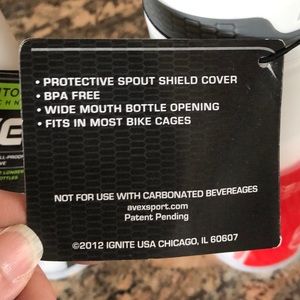 • PROTECTIVE SPOUT SHIELD COVER
• BPA FREE
• WIDE MOUTH BOTTLE OPENING
• FITS IN MOST BIKE CAGES
NOT FOR USE WITH CARBONATED BEVEREAGES
avexsport.com
Patent Pending
©2012 IGNITE USA CHICAGO, IL 60607